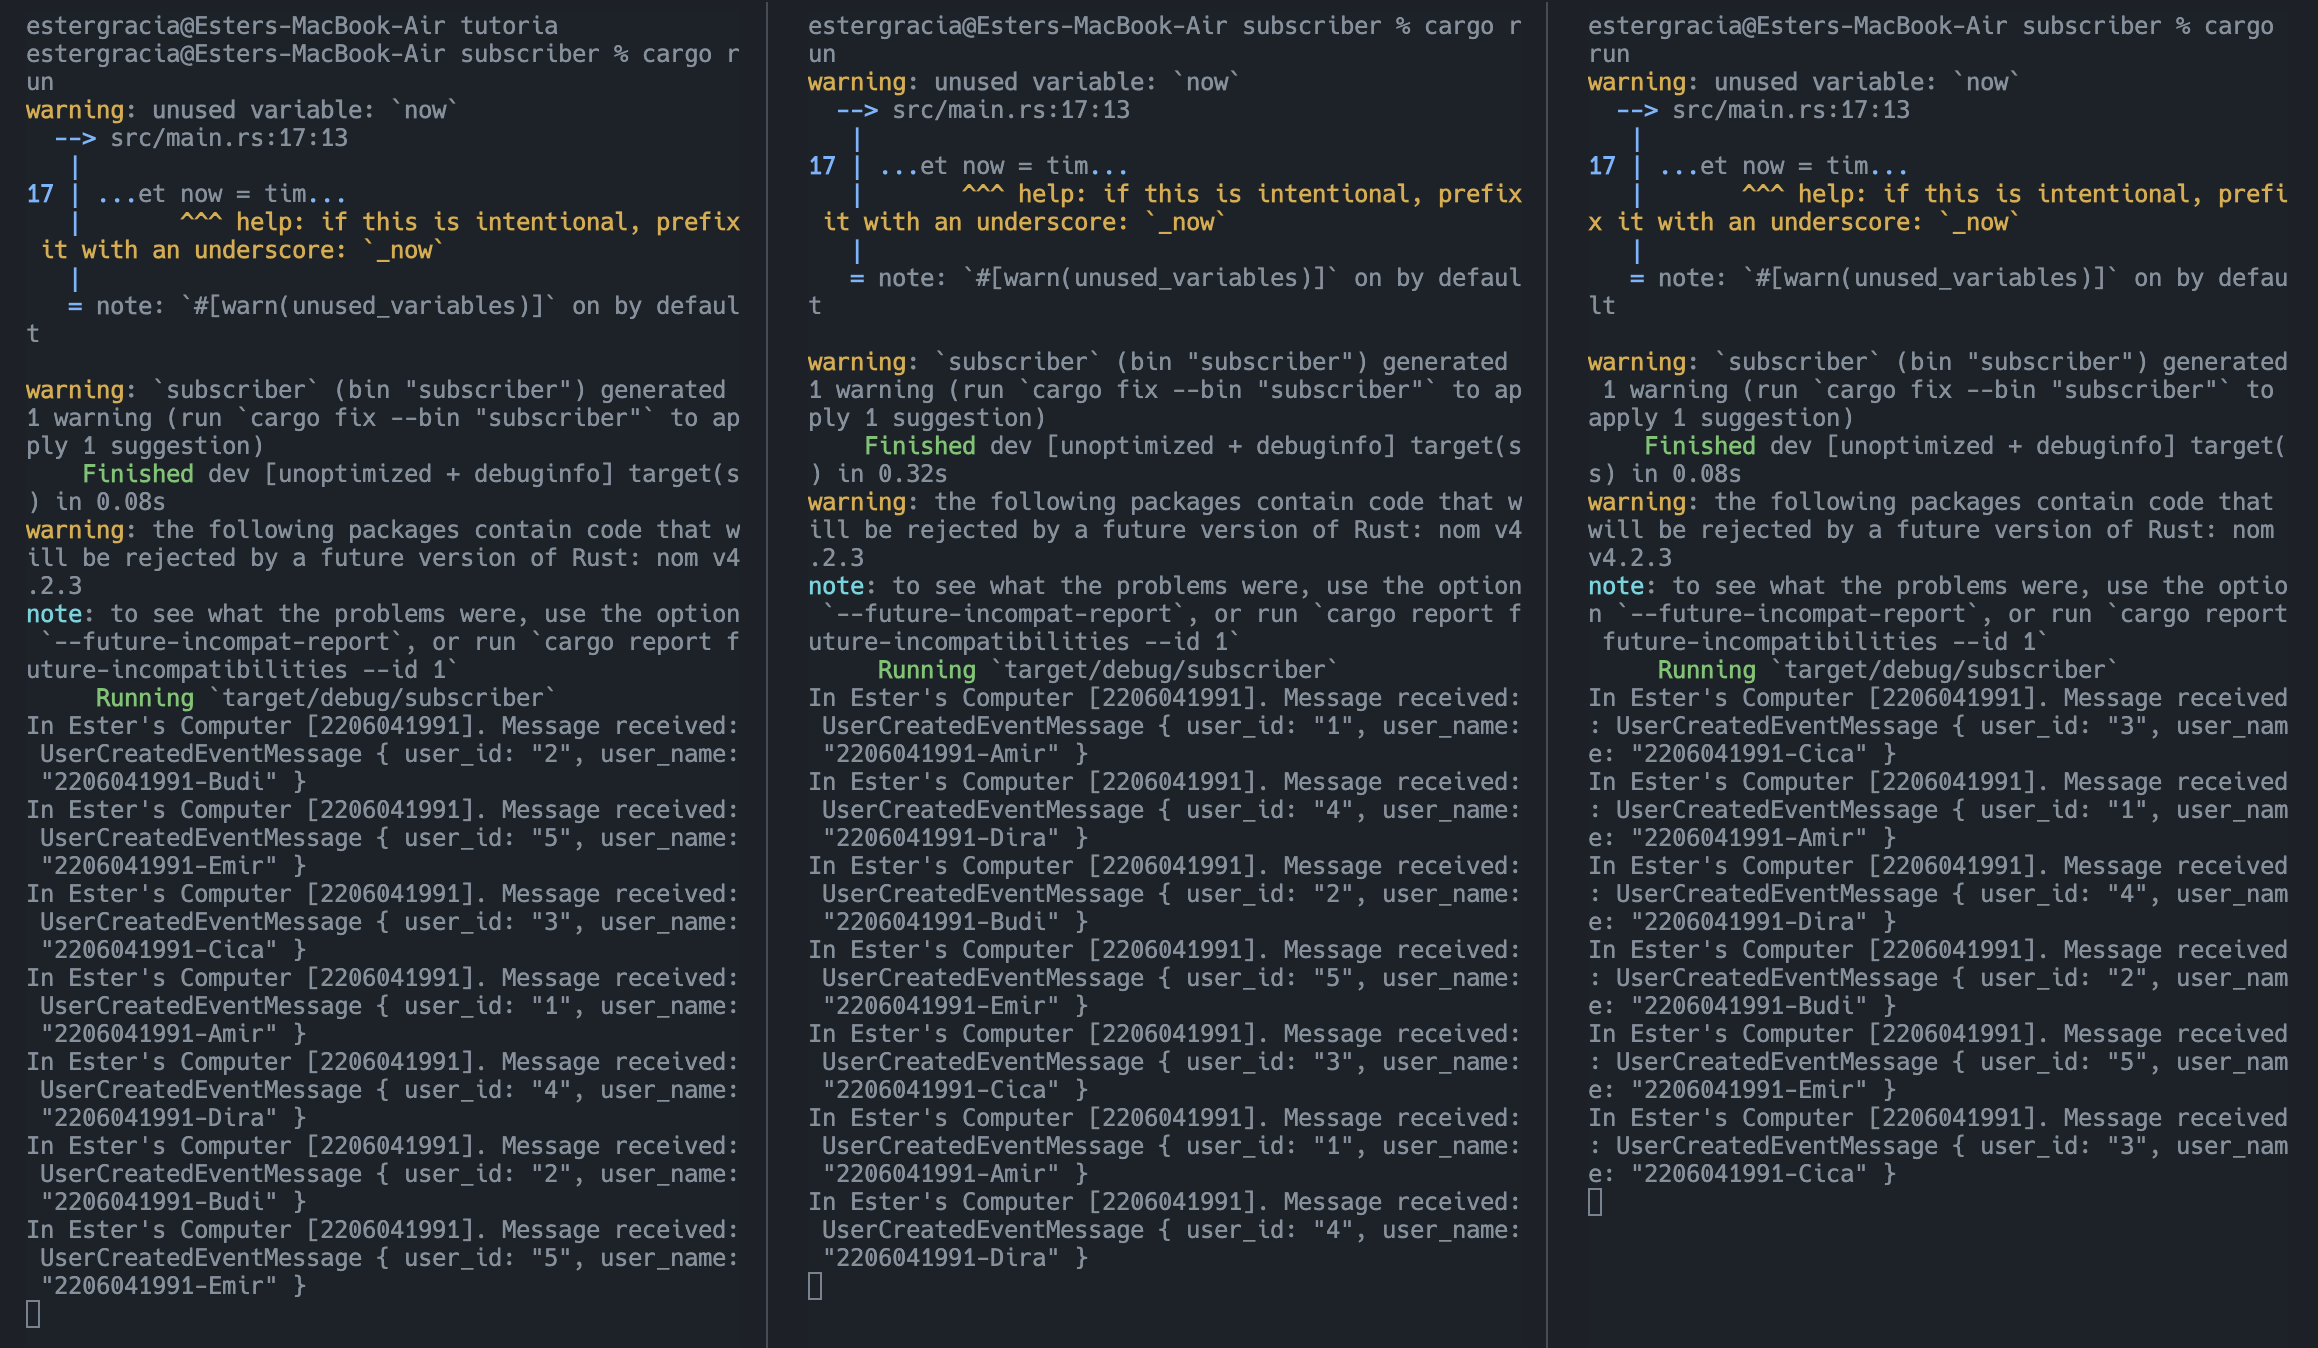 estergracia@Esters-MacBook-Air tutoria
estergracia@Esters-MacBook-Air subscriber % cargo r
un
warning: unused variable: `now`
  --> src/main.rs:17:13
   |
17 | ...et now = tim...
   |       ^^^ help: if this is intentional, prefix
 it with an underscore: `_now`
   |
   = note: `#[warn(unused_variables)]` on by defaul
t

warning: `subscriber` (bin "subscriber") generated
1 warning (run `cargo fix --bin "subscriber"` to ap
ply 1 suggestion)
    Finished dev [unoptimized + debuginfo] target(s
) in 0.08s
warning: the following packages contain code that w
ill be rejected by a future version of Rust: nom v4
.2.3
note: to see what the problems were, use the option
 `--future-incompat-report`, or run `cargo report f
uture-incompatibilities --id 1`
     Running `target/debug/subscriber`
In Ester's Computer [2206041991]. Message received:
 UserCreatedEventMessage { user_id: "2", user_name:
 "2206041991-Budi" }
In Ester's Computer [2206041991]. Message received:
 UserCreatedEventMessage { user_id: "5", user_name:
 "2206041991-Emir" }
In Ester's Computer [2206041991]. Message received:
 UserCreatedEventMessage { user_id: "3", user_name:
 "2206041991-Cica" }
In Ester's Computer [2206041991]. Message received:
 UserCreatedEventMessage { user_id: "1", user_name:
 "2206041991-Amir" }
In Ester's Computer [2206041991]. Message received:
 UserCreatedEventMessage { user_id: "4", user_name:
 "2206041991-Dira" }
In Ester's Computer [2206041991]. Message received:
 UserCreatedEventMessage { user_id: "2", user_name:
 "2206041991-Budi" }
In Ester's Computer [2206041991]. Message received:
 UserCreatedEventMessage { user_id: "5", user_name:
 "2206041991-Emir" }
estergracia@Esters-MacBook-Air subscriber % cargo r
un
warning: unused variable: `now`
  --> src/main.rs:17:13
   |
17 | ...et now = tim...
   |       ^^^ help: if this is intentional, prefix
 it with an underscore: `_now`
   |
   = note: `#[warn(unused_variables)]` on by defaul
t

warning: `subscriber` (bin "subscriber") generated
1 warning (run `cargo fix --bin "subscriber"` to ap
ply 1 suggestion)
    Finished dev [unoptimized + debuginfo] target(s
) in 0.32s
warning: the following packages contain code that w
ill be rejected by a future version of Rust: nom v4
.2.3
note: to see what the problems were, use the option
 `--future-incompat-report`, or run `cargo report f
uture-incompatibilities --id 1`
     Running `target/debug/subscriber`
In Ester's Computer [2206041991]. Message received:
 UserCreatedEventMessage { user_id: "1", user_name:
 "2206041991-Amir" }
In Ester's Computer [2206041991]. Message received:
 UserCreatedEventMessage { user_id: "4", user_name:
 "2206041991-Dira" }
In Ester's Computer [2206041991]. Message received:
 UserCreatedEventMessage { user_id: "2", user_name:
 "2206041991-Budi" }
In Ester's Computer [2206041991]. Message received:
 UserCreatedEventMessage { user_id: "5", user_name:
 "2206041991-Emir" }
In Ester's Computer [2206041991]. Message received:
 UserCreatedEventMessage { user_id: "3", user_name:
 "2206041991-Cica" }
In Ester's Computer [2206041991]. Message received:
 UserCreatedEventMessage { user_id: "1", user_name:
 "2206041991-Amir" }
In Ester's Computer [2206041991]. Message received:
 UserCreatedEventMessage { user_id: "4", user_name:
 "2206041991-Dira" }
estergracia@Esters-MacBook-Air subscriber % cargo
run
warning: unused variable: `now`
  --> src/main.rs:17:13
   |
17 | ...et now = tim...
   |       ^^^ help: if this is intentional, prefi
x it with an underscore: `_now`
   |
   = note: `#[warn(unused_variables)]` on by defau
lt

warning: `subscriber` (bin "subscriber") generated
 1 warning (run `cargo fix --bin "subscriber"` to
apply 1 suggestion)
    Finished dev [unoptimized + debuginfo] target(
s) in 0.08s
warning: the following packages contain code that
will be rejected by a future version of Rust: nom
v4.2.3
note: to see what the problems were, use the optio
n `--future-incompat-report`, or run `cargo report
 future-incompatibilities --id 1`
     Running `target/debug/subscriber`
In Ester's Computer [2206041991]. Message received
: UserCreatedEventMessage { user_id: "3", user_nam
e: "2206041991-Cica" }
In Ester's Computer [2206041991]. Message received
: UserCreatedEventMessage { user_id: "1", user_nam
e: "2206041991-Amir" }
In Ester's Computer [2206041991]. Message received
: UserCreatedEventMessage { user_id: "4", user_nam
e: "2206041991-Dira" }
In Ester's Computer [2206041991]. Message received
: UserCreatedEventMessage { user_id: "2", user_nam
e: "2206041991-Budi" }
In Ester's Computer [2206041991]. Message received
: UserCreatedEventMessage { user_id: "5", user_nam
e: "2206041991-Emir" }
In Ester's Computer [2206041991]. Message received
: UserCreatedEventMessage { user_id: "3", user_nam
e: "2206041991-Cica" }